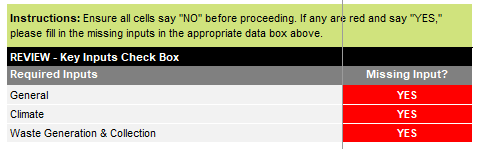 Instructions: Ensure all cells say "NO" before proceeding. If any are red and say "YES,"
please fill in the missing inputs in the appropriate data box above.
REVIEW - Key Inputs Check Box
Required Inputs Missing Input?
General YES
Climate YES
Waste Generation & Collection YES